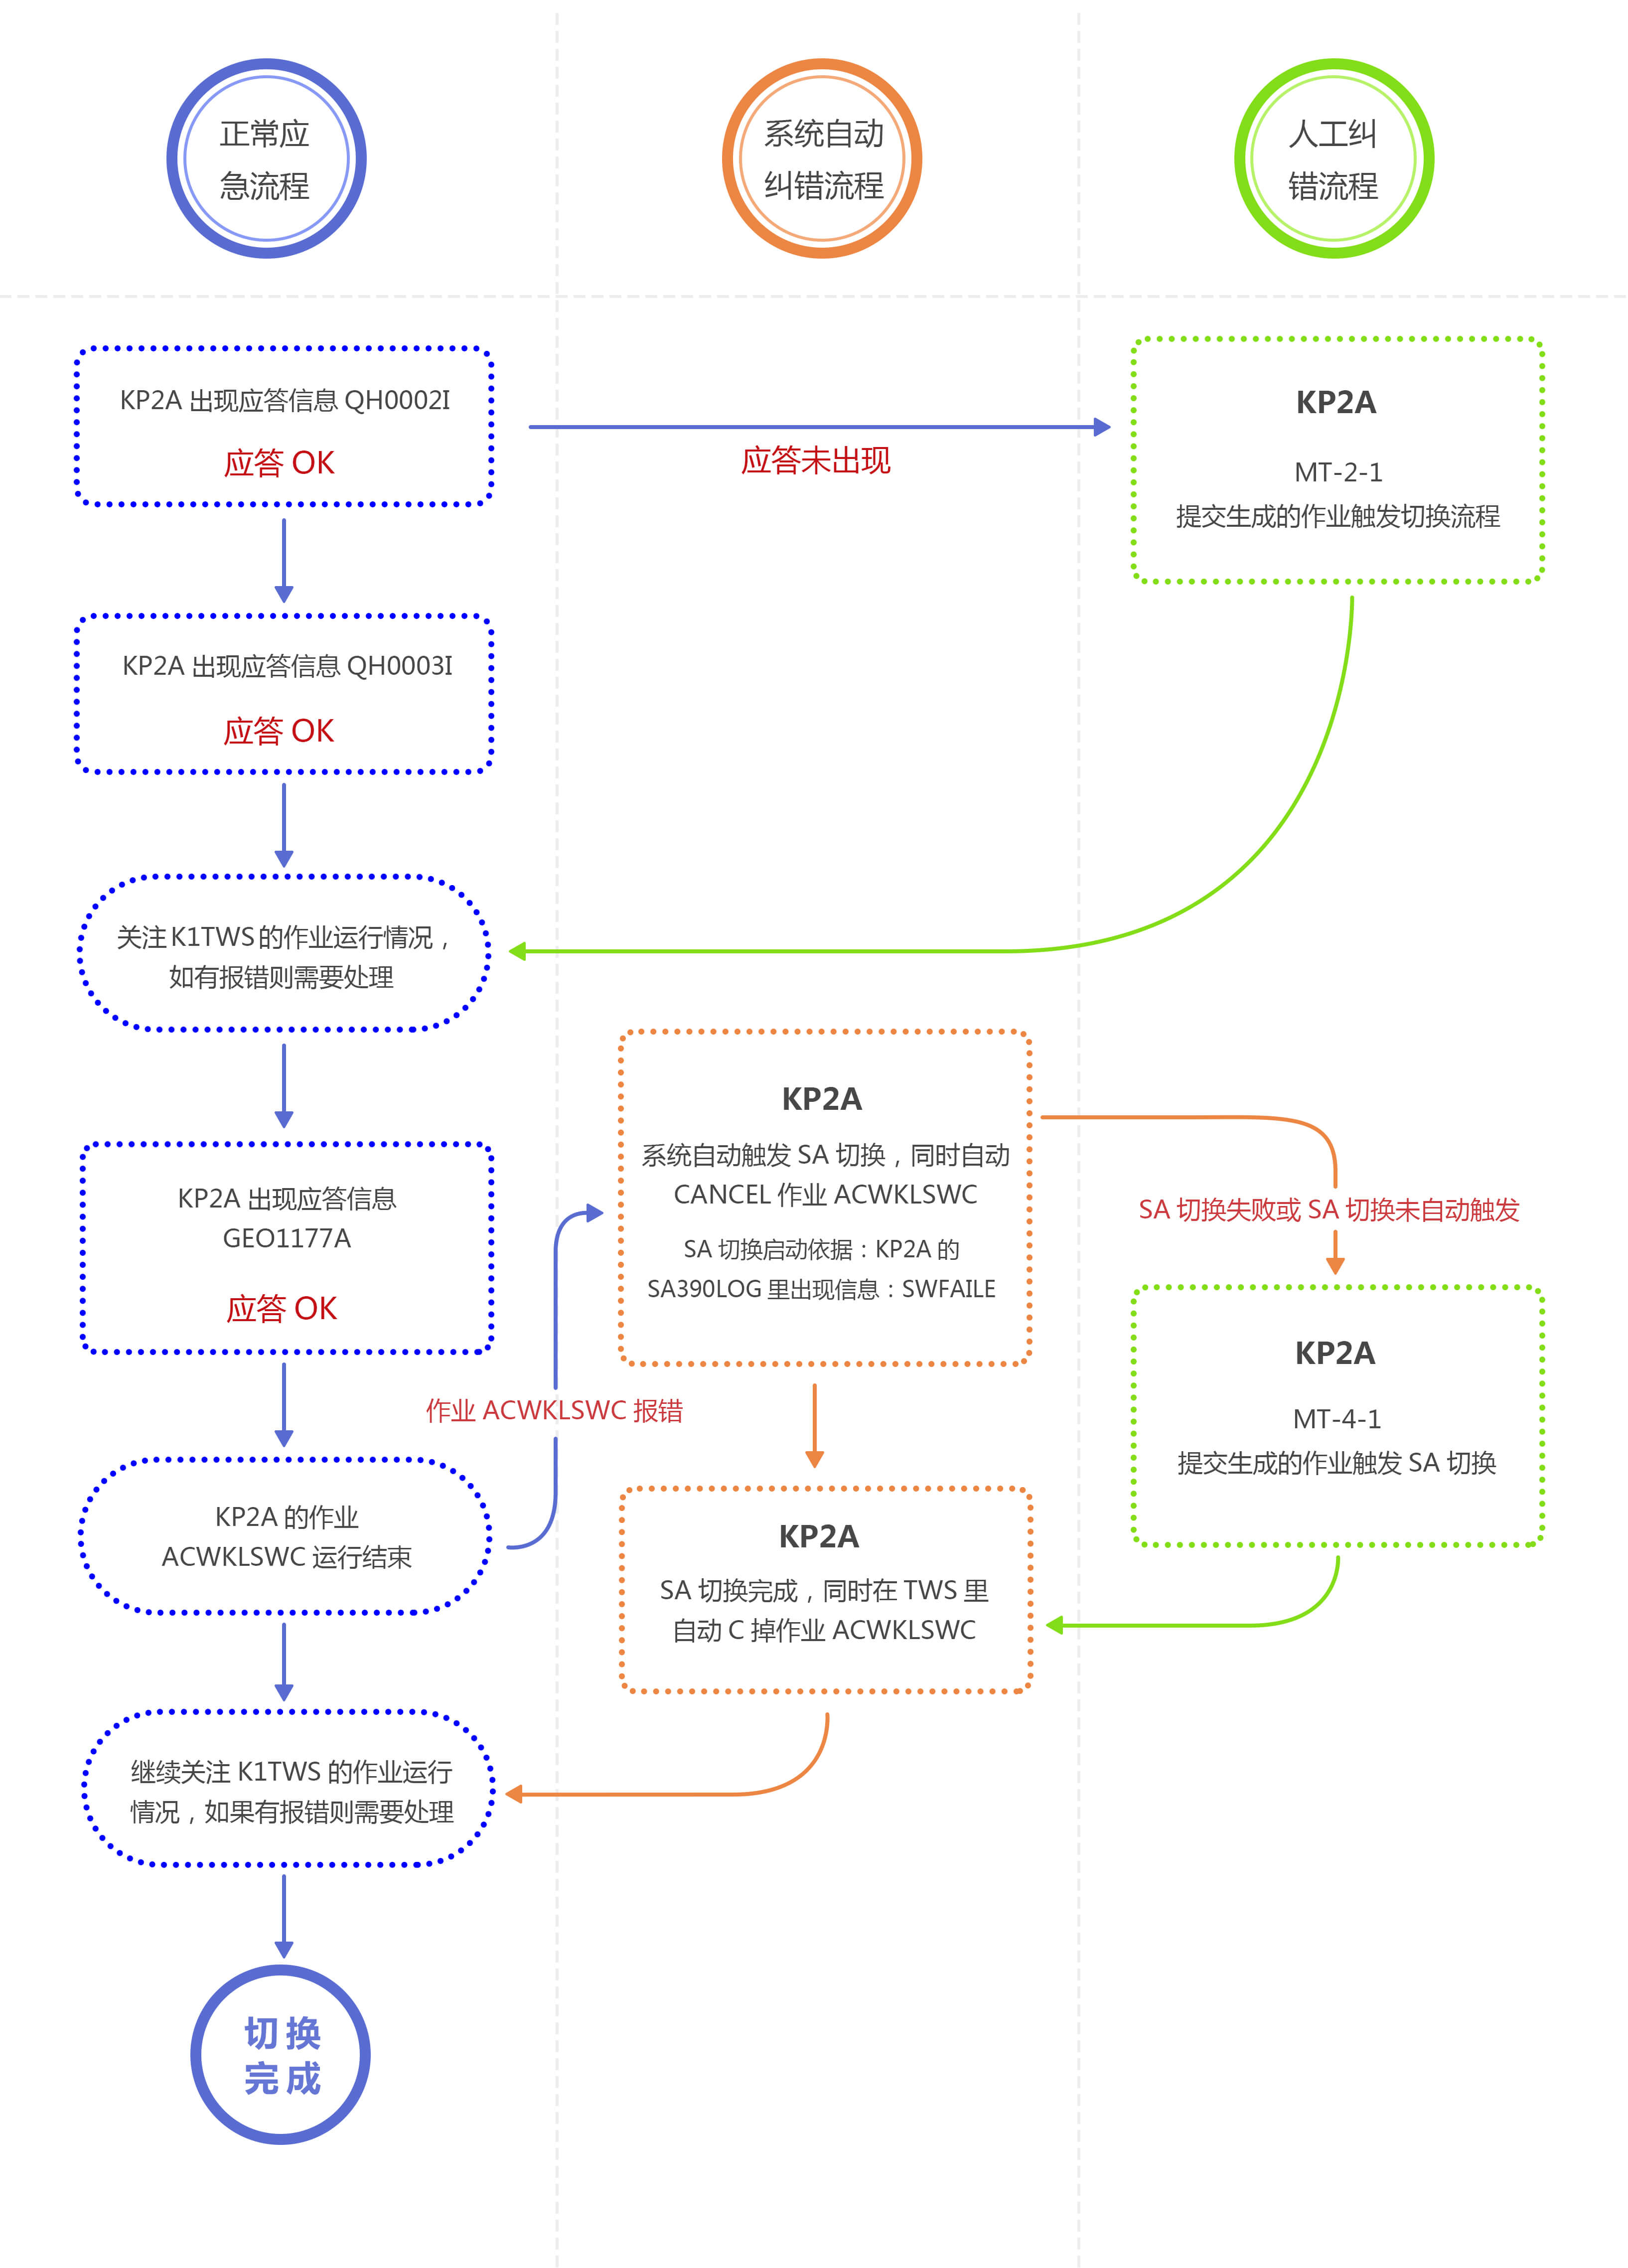 正常应
急流程
系统自动
纠错流程
人工纠
错流程
KP2A 出现应答信息 QH0002I
应答 OK
应答未出现
KP2A
MT-2-1
提交生成的作业触发切换流程
KP2A 出现应答信息 QH0003I
应答 OK
关注 K1TWS 的作业运行情况，
如有报错则需要处理
KP2A 出现应答信息
GEO1177A
应答 OK
KP2A 的作业
ACWKLSWC 运行结束
作业 ACWKLSWC 报错
KP2A
系统自动触发 SA 切换，同时自动
CANCEL 作业 ACWKLSWC
SA 切换启动依据：KP2A 的
SA390LOG 里出现信息：SWFAILE
SA 切换失败或 SA 切换未自动触发
KP2A
MT-4-1
提交生成的作业触发 SA 切换
KP2A
SA 切换完成，同时在 TWS 里
自动 C 掉作业 ACWKLSWC
继续关注 K1TWS 的作业运行
情况，如果有报错则需要处理
切换
完成